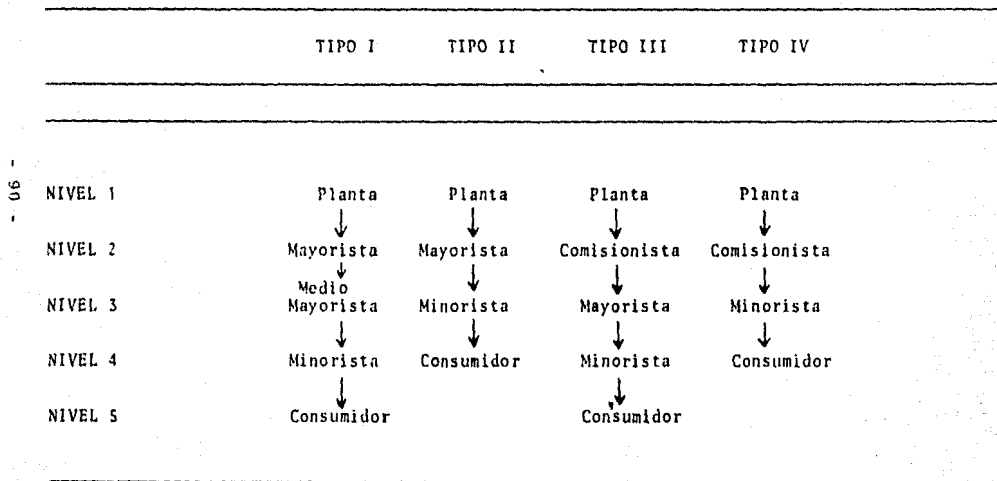 TIPO I TIPO II TIPO III TIPO IV
- 90 -
NIVEL 1 Planta Planta Planta Planta
NIVEL 2 Mayorista Mayorista Comisionista Comisionista
Medio
NIVEL 3 Mayorista Minorista Mayorista Minorista
NIVEL 4 Minorista Consumidor Minorista Consumidor
NIVEL 5 Consumidor Consumidor